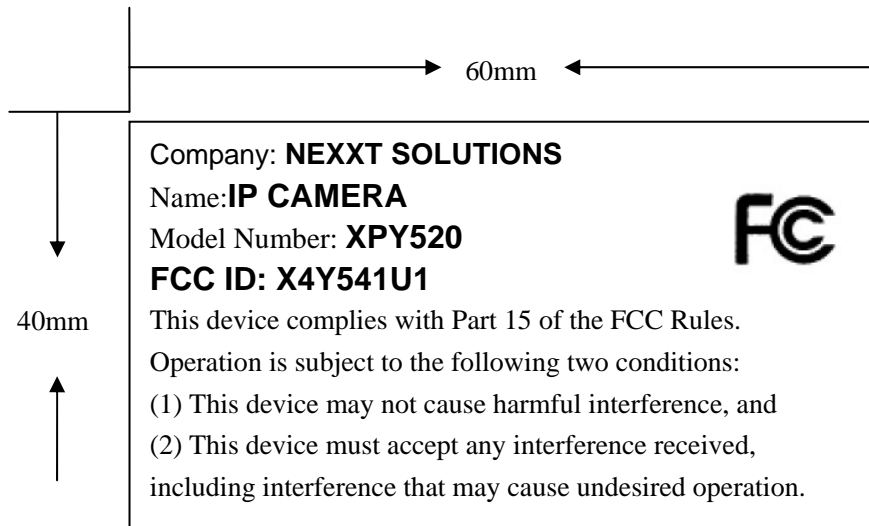 60mm
Company: NEXXT SOLUTIONS
Name:IP CAMERA
Model Number: XPY520
FC
FCC ID: X4Y541U1
40mm
This device complies with Part 15 of the FCC Rules.
Operation is subject to the following two conditions:
(1) This device may not cause harmful interference, and
(2) This device must accept any interference received,
including interference that may cause undesired operation.